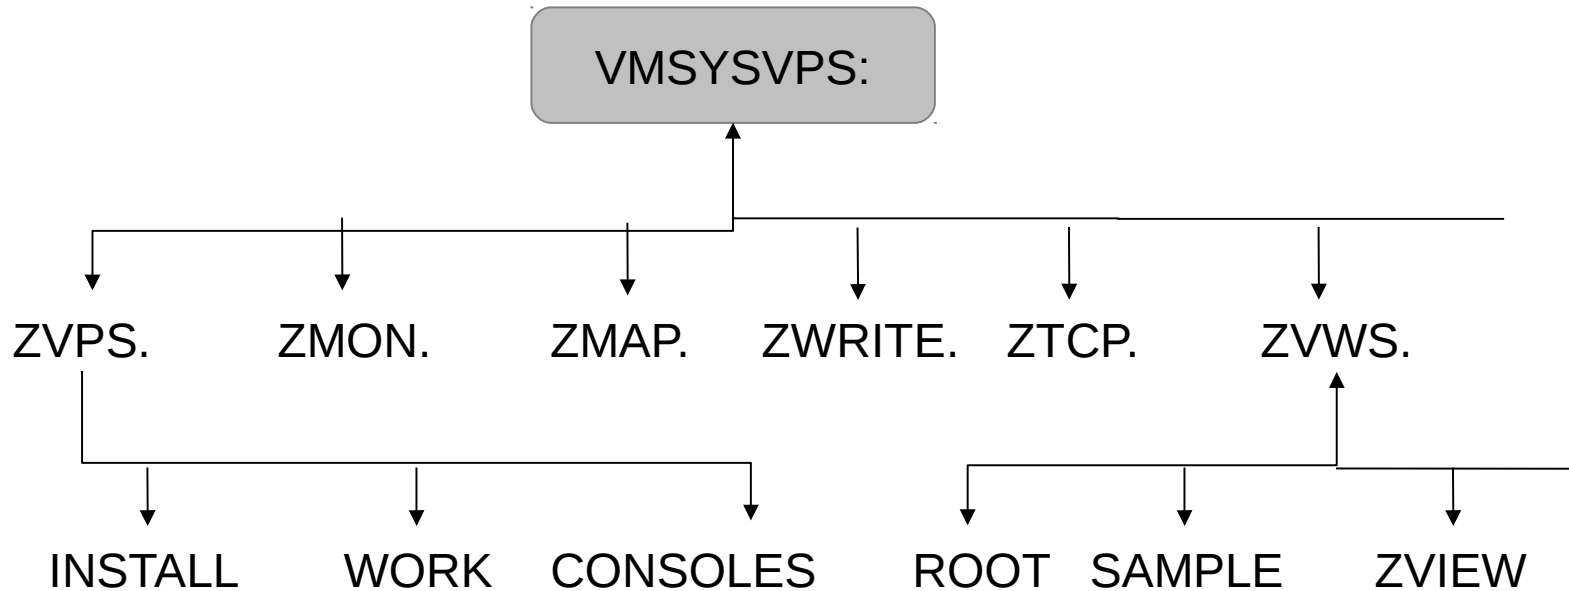 VMSYSVPS:
ZVPS. ZMON. ZMAP. ZWRITE. ZTCP. ZVWS.
INSTALL WORK CONSOLES ROOT SAMPLE ZVIEW